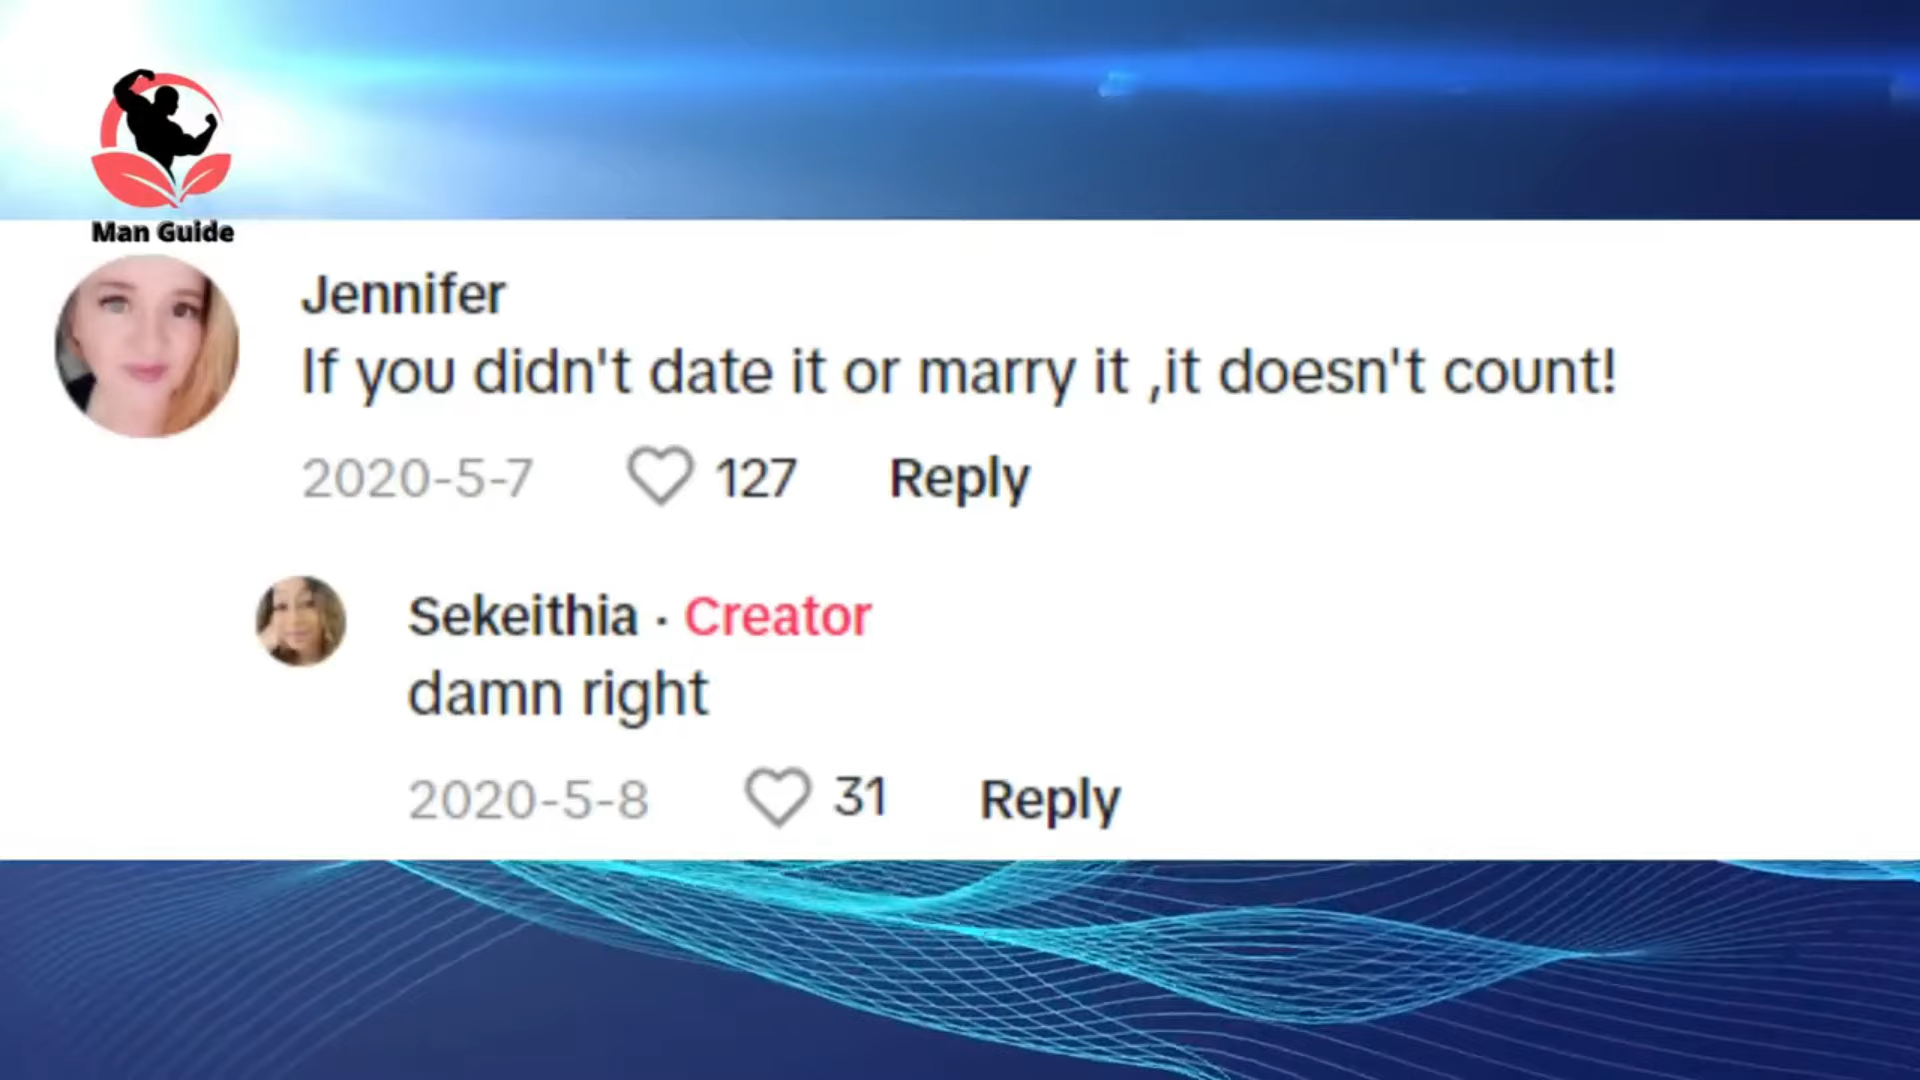 Man Guide
Jennifer
If you didn't date it or marry it ,it doesn't count!
2020-5-7 127 Reply
Sekeithia · Creator
damn right
2020-5-8 31 Reply